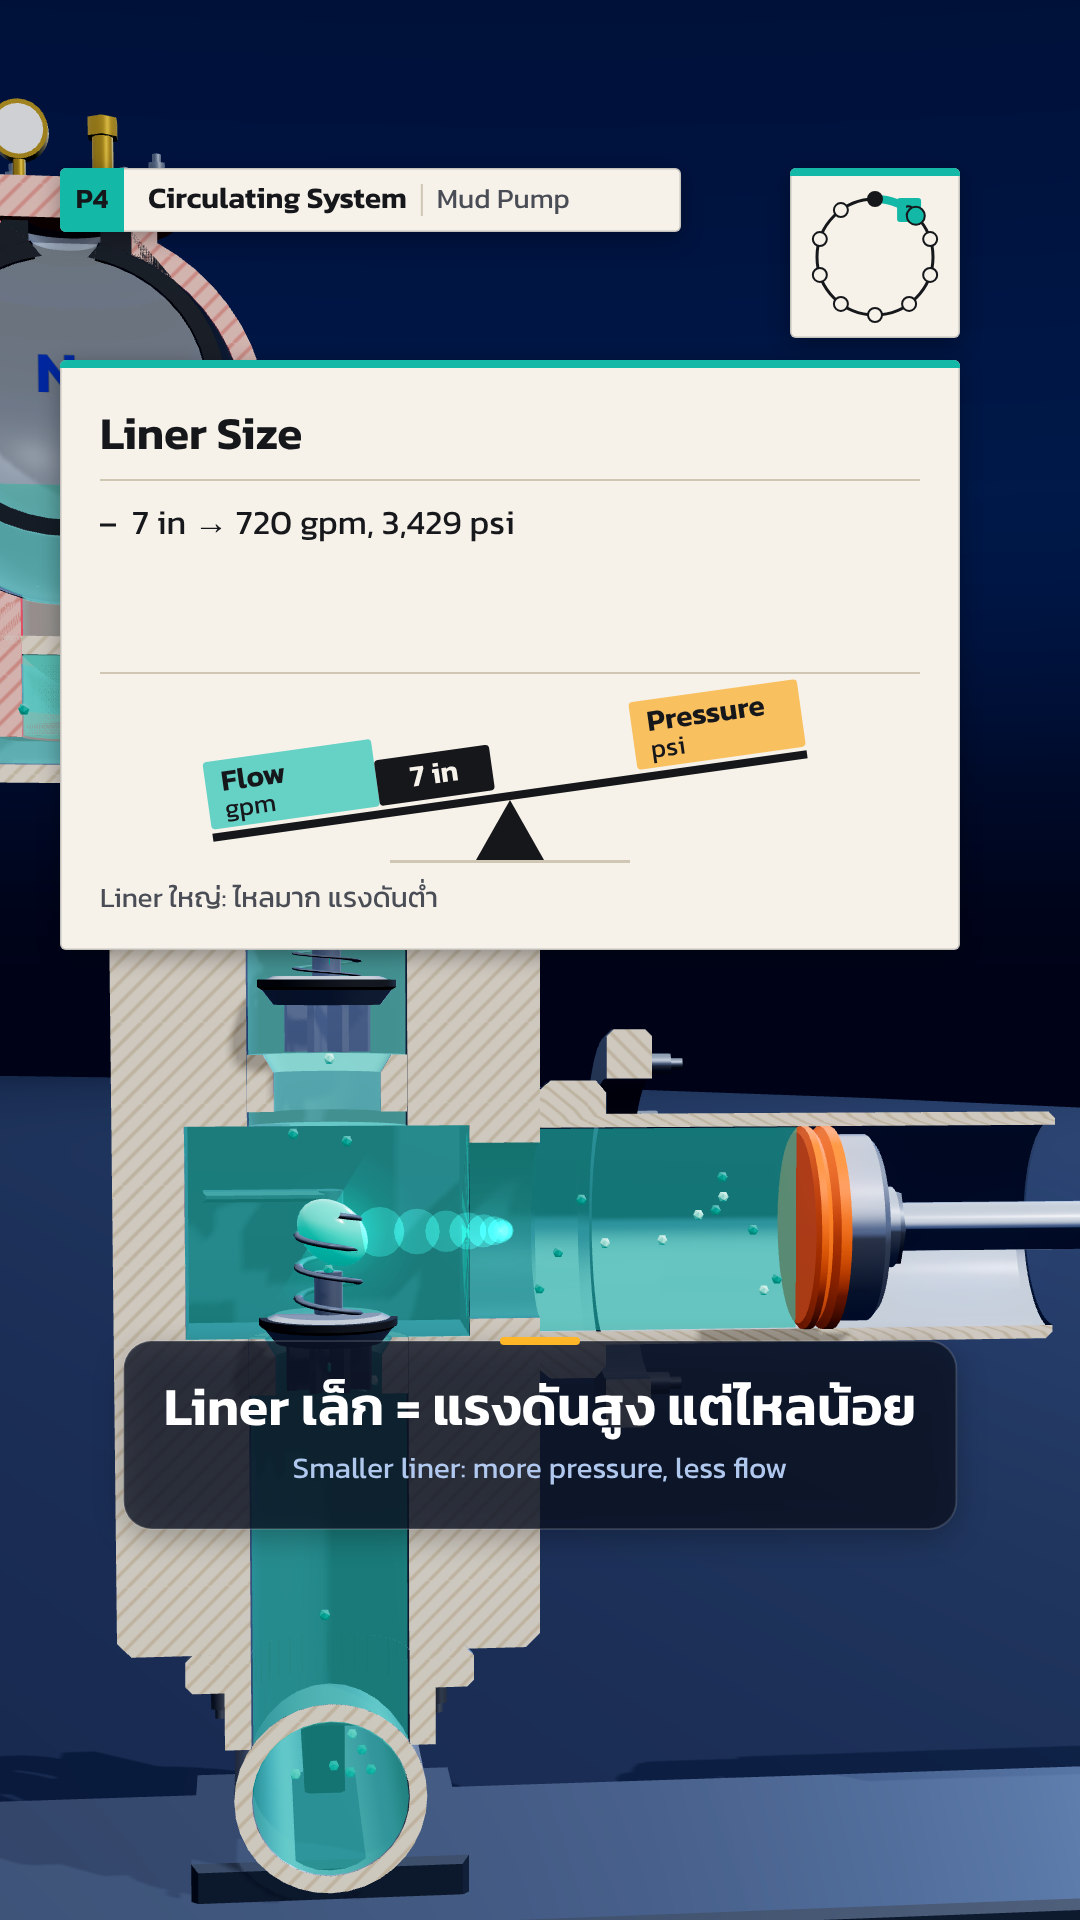 P4 Circulating System Mud Pump
N
Liner Size
– 7 in → 720 gpm, 3,429 psi
Pressure
psi
Flow
gpm
7 in
Liner ใหญ่: ไหลมาก แรงดันต่ำ
Liner เล็ก = แรงดันสูง แต่ไหลน้อย
Smaller liner: more pressure, less flow